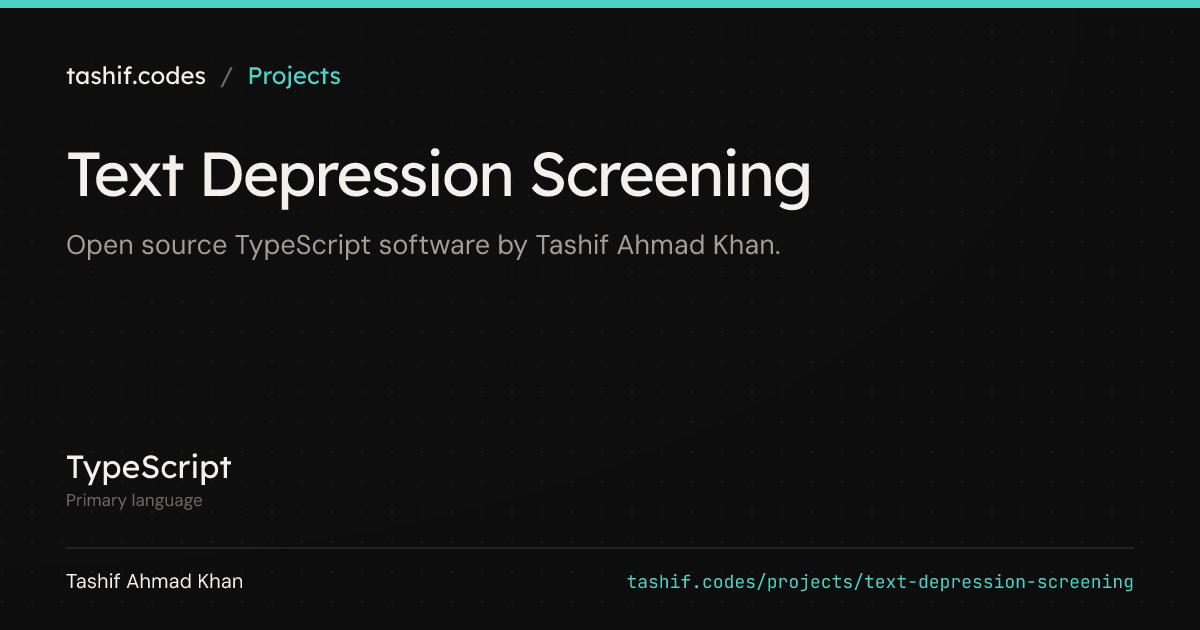 tashif.codes / Projects
Text Depression Screening
Open source TypeScript software by Tashif Ahmad Khan.
TypeScript
Primary language
Tashif Ahmad Khan
tashif.codes/projects/text-depression-screening